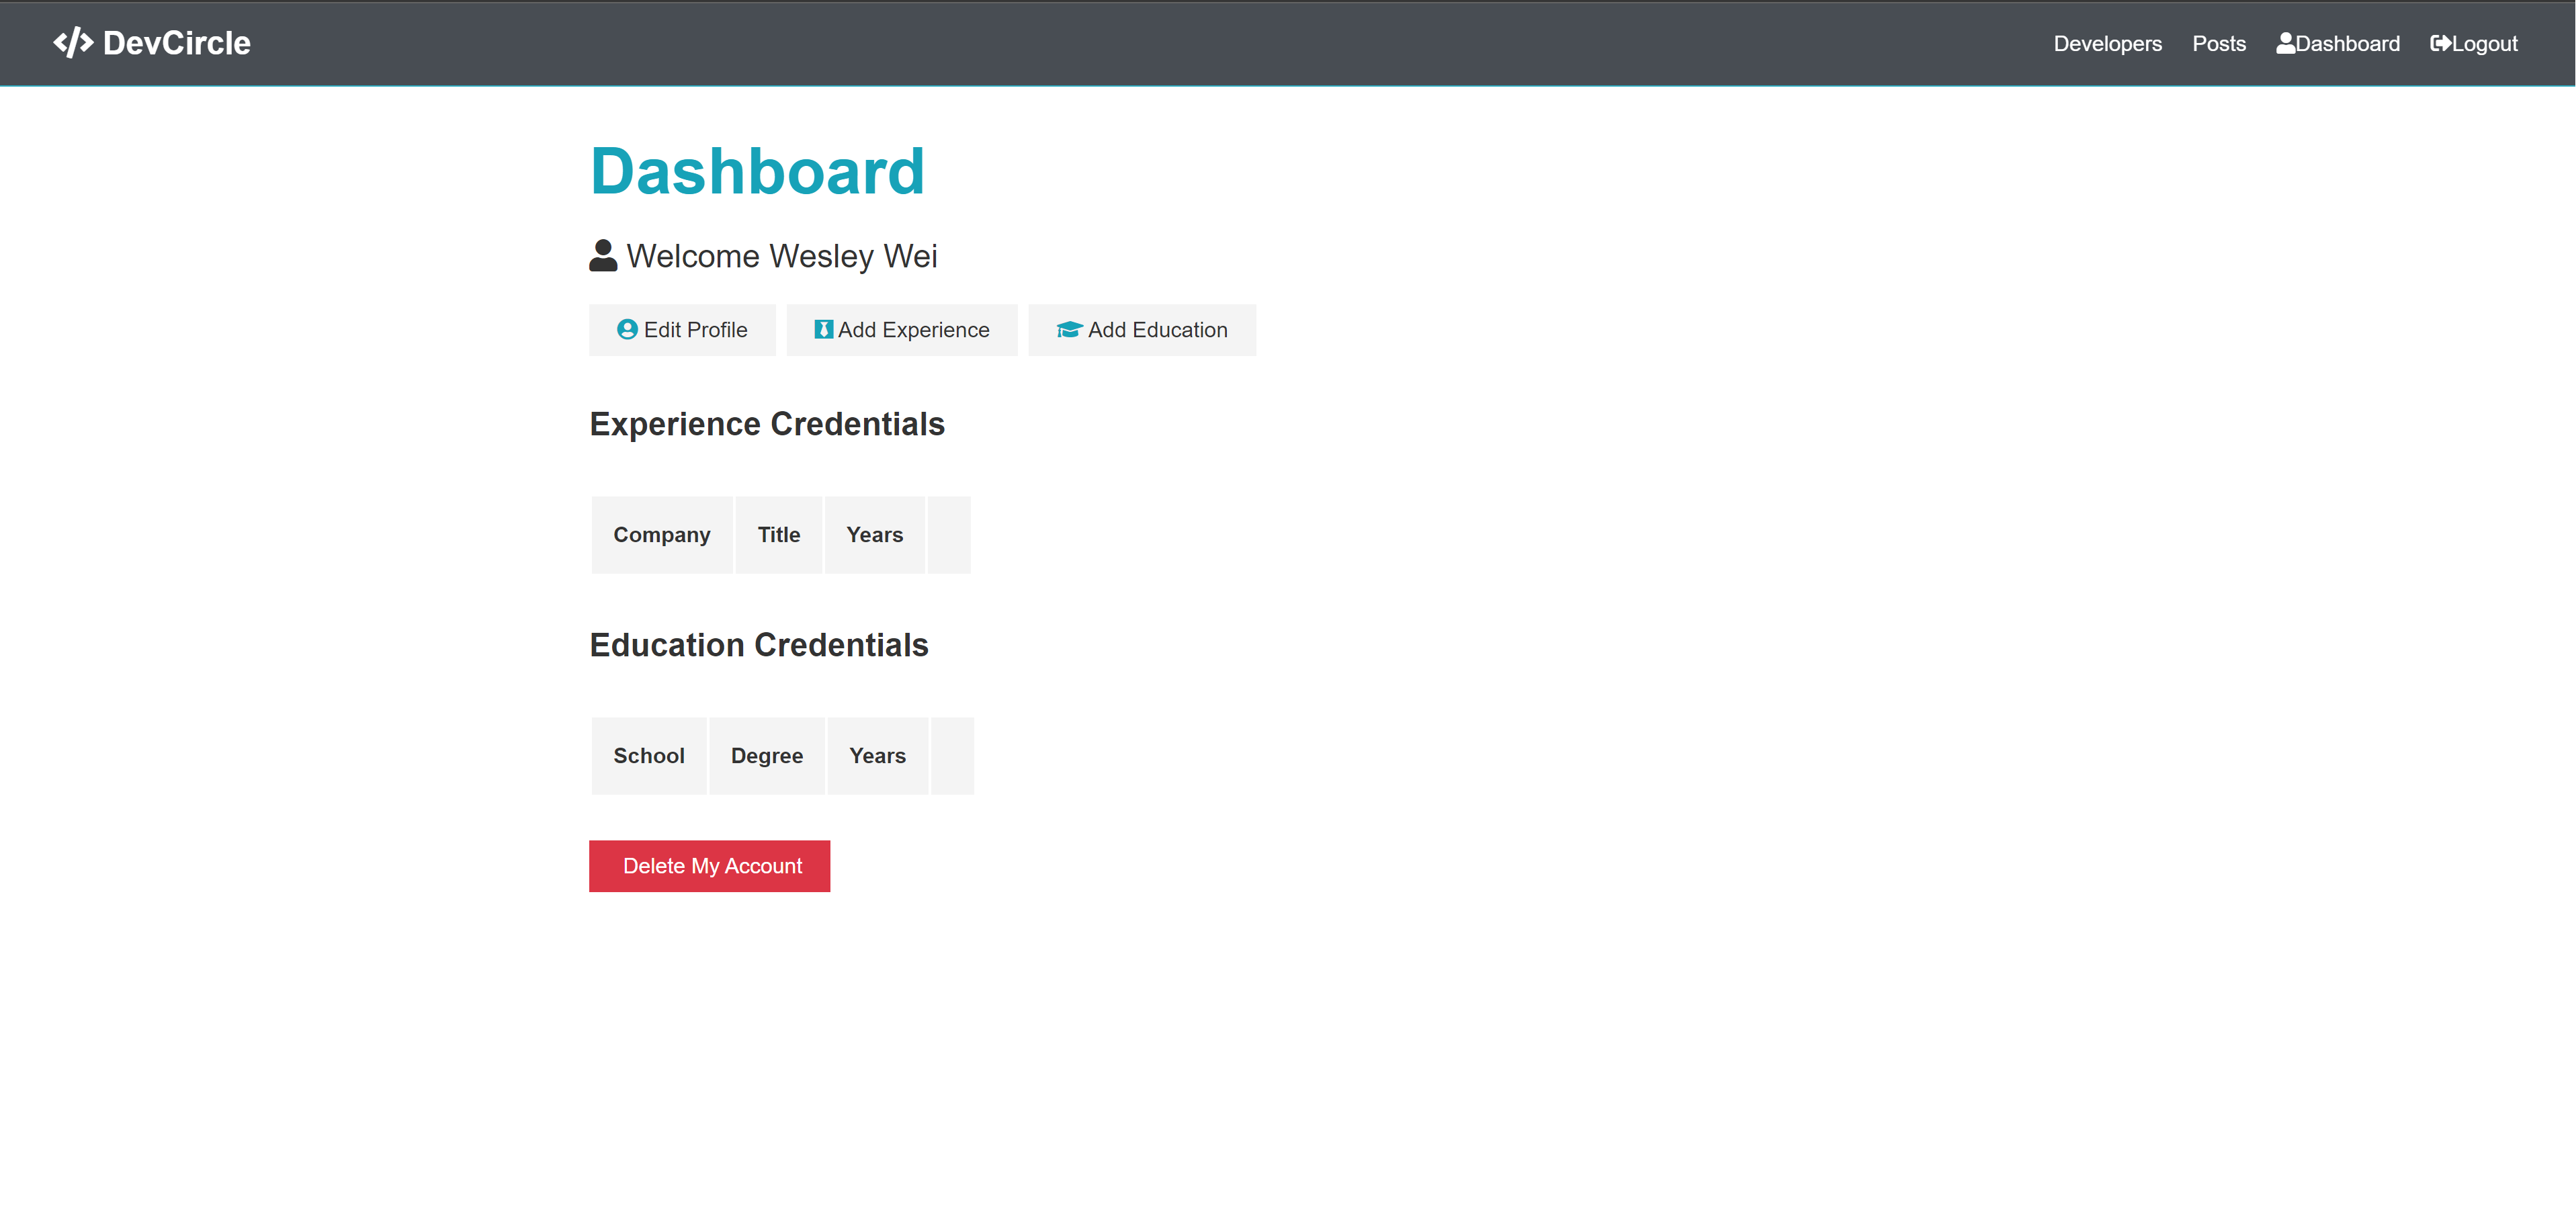 DevCircle
Developers Posts Dashboard Logout
Dashboard
Welcome Wesley Wei
Edit Profile Add Experience Add Education
Experience Credentials
Company Title Years
Education Credentials
School Degree Years
Delete My Account